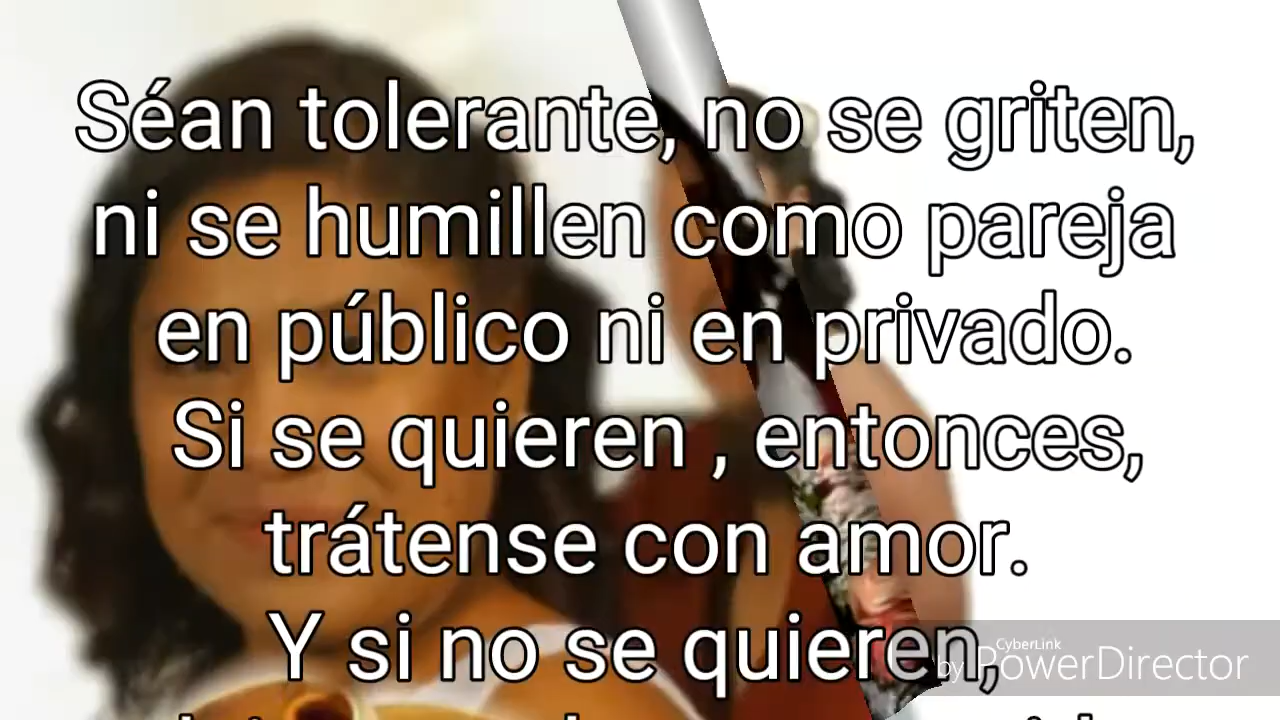 Séan tolerante, no se griten,
ni se humillen como pareja
en público ni en privado.
Si se quieren , entonces,
trátense con amor.
Y si no se quieren,
CyberLink
by PowerDirector